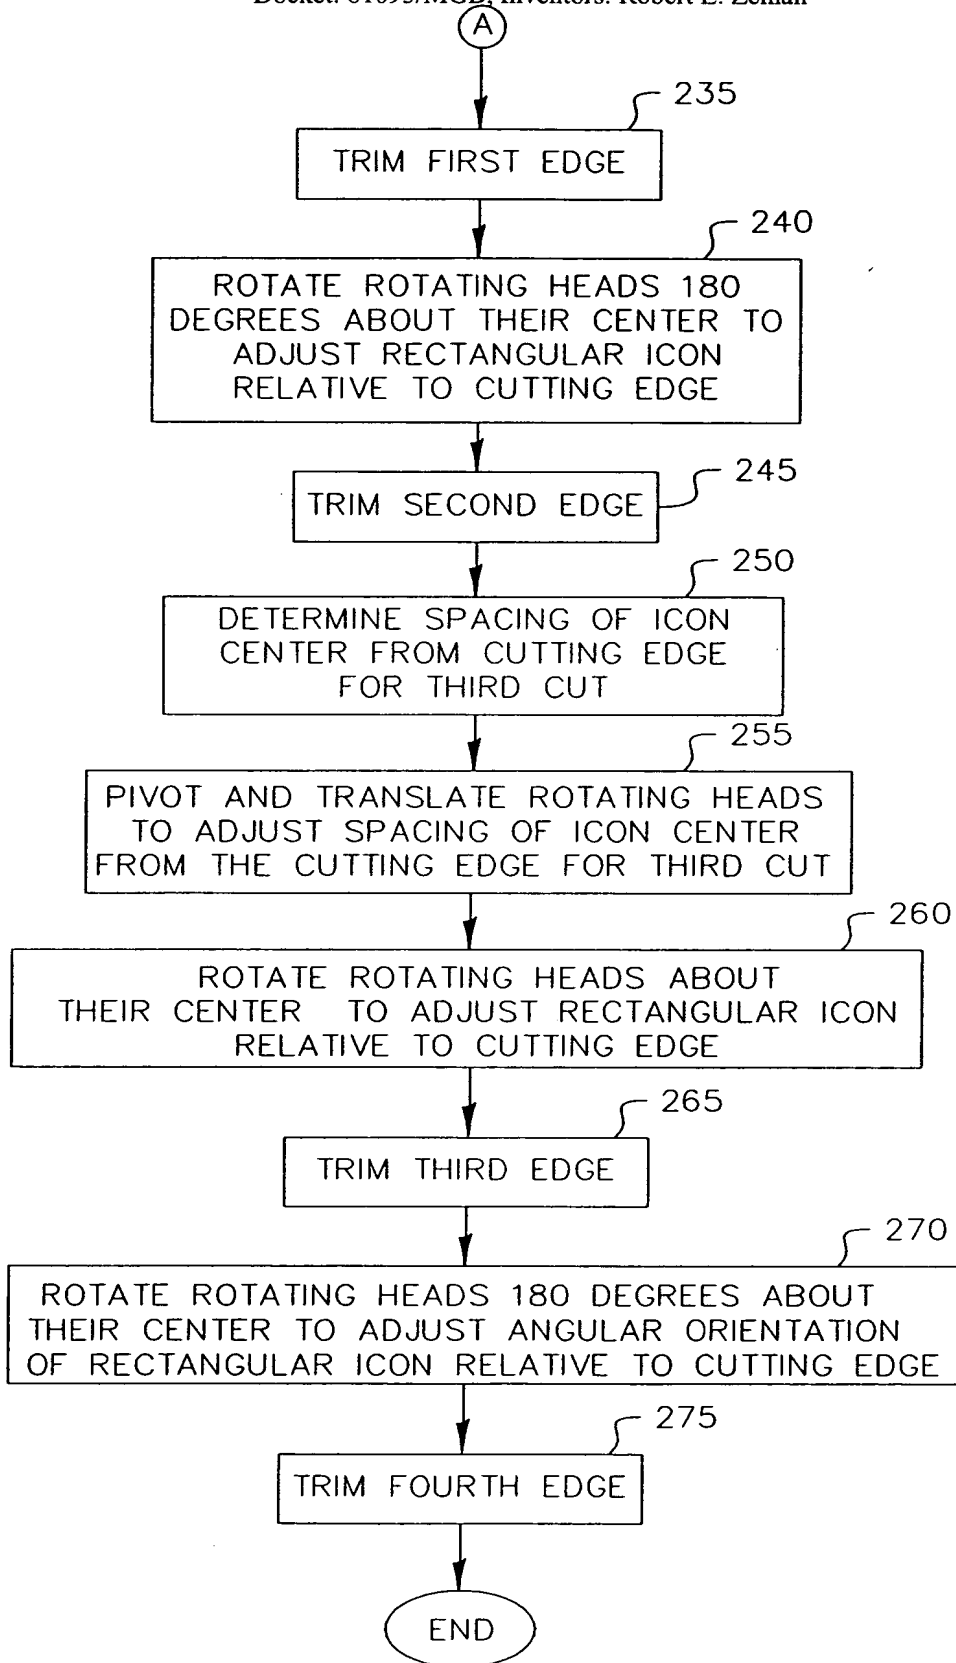 A
235
TRIM FIRST EDGE
240
ROTATE ROTATING HEADS 180
DEGREES ABOUT THEIR CENTER TO
ADJUST RECTANGULAR ICON
RELATIVE TO CUTTING EDGE
245
TRIM SECOND EDGE
250
DETERMINE SPACING OF ICON
CENTER FROM CUTTING EDGE
FOR THIRD CUT
255
PIVOT AND TRANSLATE ROTATING HEADS
TO ADJUST SPACING OF ICON CENTER
FROM THE CUTTING EDGE FOR THIRD CUT
260
ROTATE ROTATING HEADS ABOUT
THEIR CENTER TO ADJUST RECTANGULAR ICON
RELATIVE TO CUTTING EDGE
265
TRIM THIRD EDGE
270
ROTATE ROTATING HEADS 180 DEGREES ABOUT
THEIR CENTER TO ADJUST ANGULAR ORIENTATION
OF RECTANGULAR ICON RELATIVE TO CUTTING EDGE
275
TRIM FOURTH EDGE
END